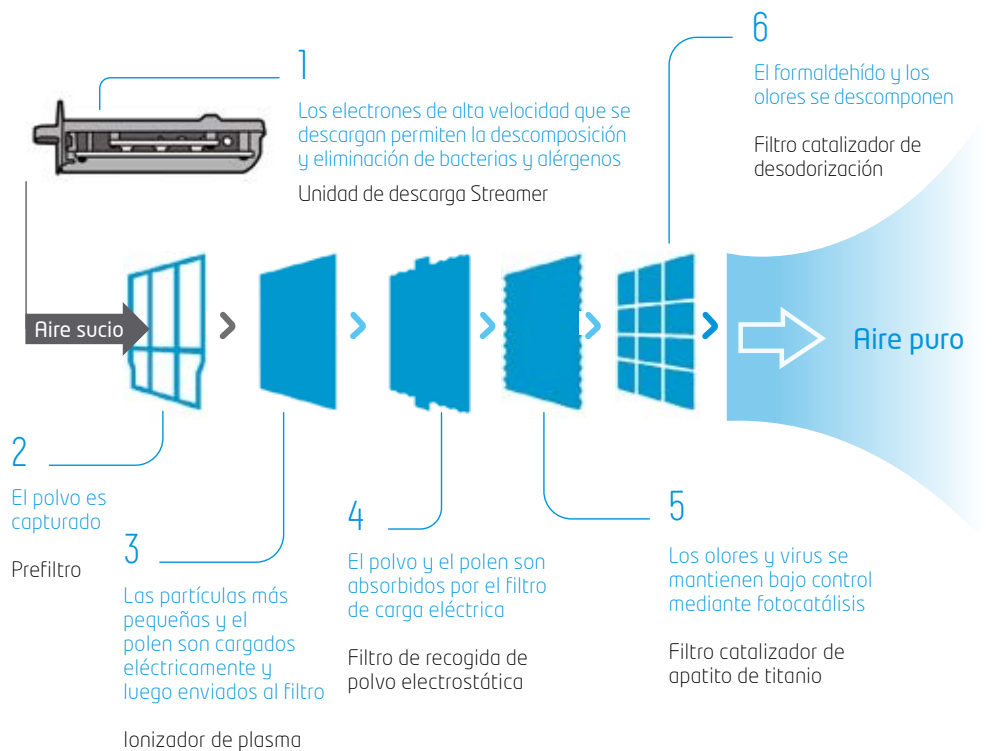 1
Los electrones de alta velocidad que se
descargan permiten la descomposición
y eliminación de bacterias y alérgenos
Unidad de descarga Streamer
6
El formaldehído y los
olores se descomponen
Filtro catalizador de
desodorización
Aire sucio
Aire puro
2
El polvo es
capturado
Prefiltro
3
Las partículas más
pequeñas y el
polen son cargados
eléctricamente y
luego enviados al filtro
Ionizador de plasma
4
El polvo y el polen son
absorbidos por el filtro
de carga eléctrica
Filtro de recogida de
polvo electrostática
5
Los olores y virus se
mantienen bajo control
mediante fotocatálisis
Filtro catalizador de
apatito de titanio